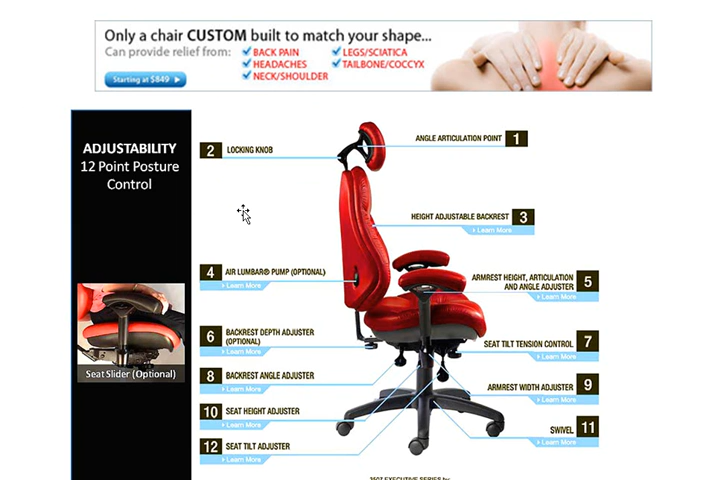 Only a chair CUSTOM built to match your shape...
Can provide relief from:
BACK PAIN
LEGS/SCIATICA
HEADACHES
TAILBONE/COCCYX
NECK/SHOULDER
Starting at $849
ADJUSTABILITY
12 Point Posture
Control
Seat Slider (Optional)
ANGLE ARTICULATION POINT 1
2 LOCKING KNOB
HEIGHT ADJUSTABLE BACKREST 3
Learn More
4 AIR LUMBAR® PUMP (OPTIONAL)
Learn More
ARMREST HEIGHT, ARTICULATION
AND ANGLE ADJUSTER 5
Learn More
6 BACKREST DEPTH ADJUSTER
(OPTIONAL)
Learn More
SEAT TILT TENSION CONTROL 7
Learn More
8 BACKREST ANGLE ADJUSTER
Learn More
ARMREST WIDTH ADJUSTER 9
Learn More
10 SEAT HEIGHT ADJUSTER
Learn More
SWIVEL 11
Learn More
12 SEAT TILT ADJUSTER
Learn More
EXECUTIVE SERIES by